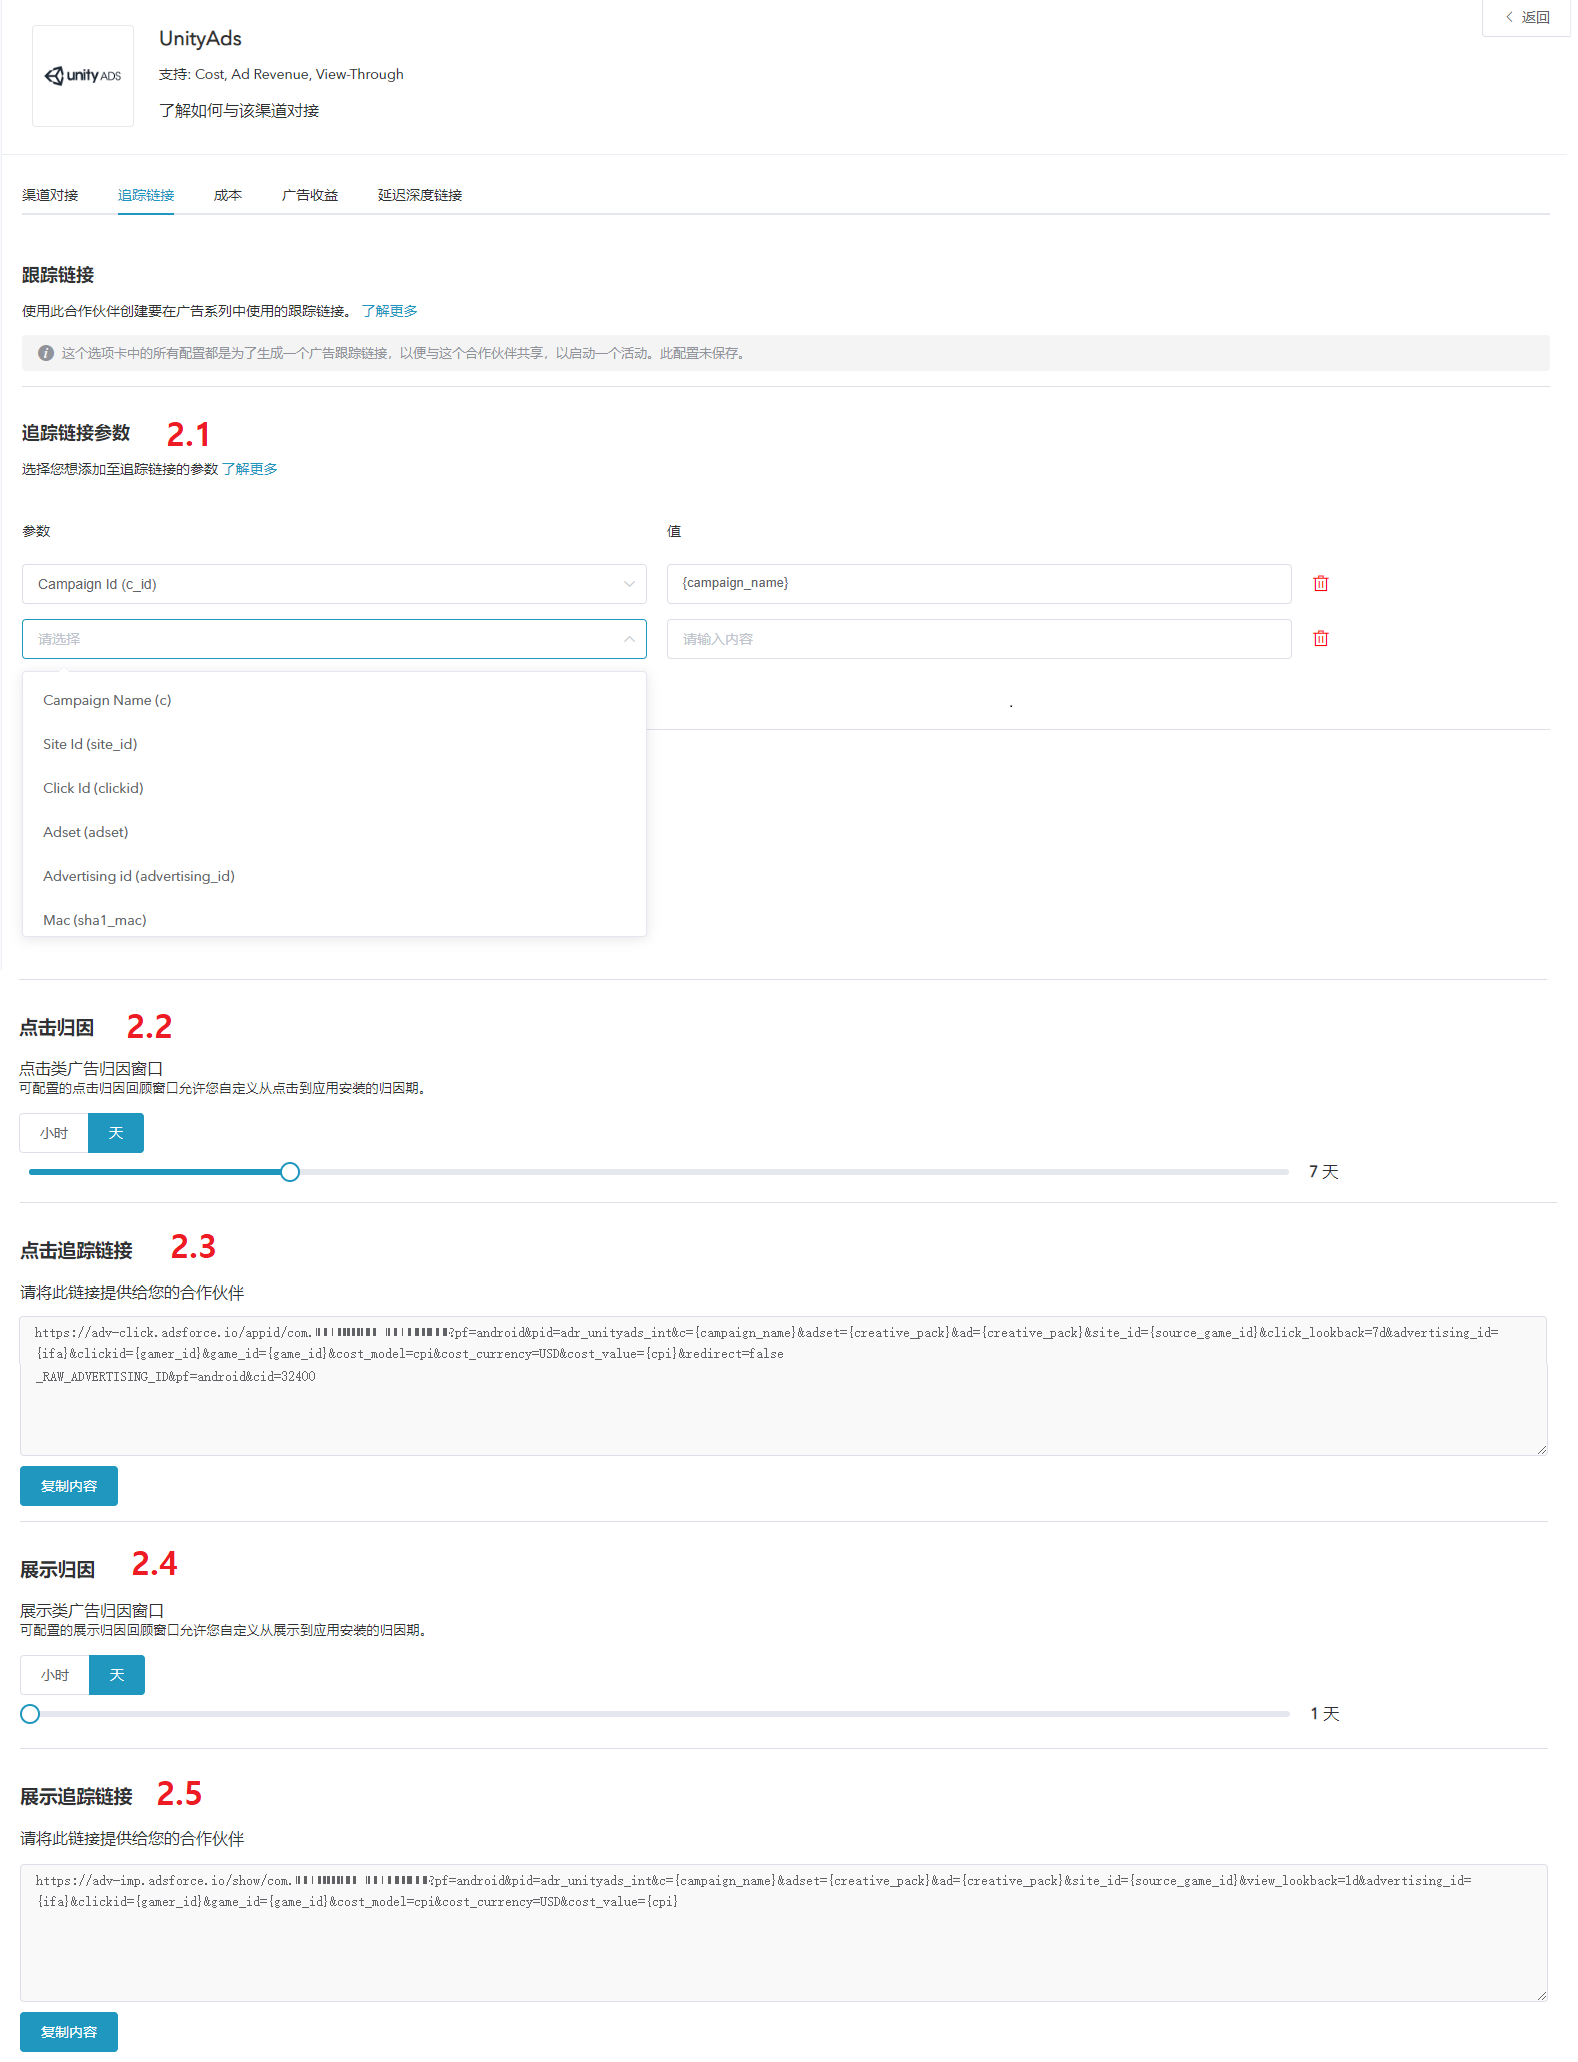 返回
unity ADS
UnityAds
支持: Cost, Ad Revenue, View-Through
了解如何与该渠道对接
渠道对接 追踪链接 成本 广告收益 延迟深度链接
跟踪链接
使用此合作伙伴创建要在广告系列中使用的跟踪链接。 了解更多
这个选项卡中的所有配置都是为了生成一个广告跟踪链接，以便与这个合作伙伴共享，以启动一个活动。此配置未保存。
追踪链接参数 2.1
选择您想添加至追踪链接的参数 了解更多
参数 值
Campaign Id (c_id) {campaign_name}
请选择 请输入内容
Campaign Name (c)
Site Id (site_id)
Click Id (clickid)
Adset (adset)
Advertising id (advertising_id)
Mac (sha1_mac)
点击归因 2.2
点击类广告归因窗口
可配置的点击归因回顾窗口允许您自定义从点击到应用安装的归因期。
小时 天
7 天
点击追踪链接 2.3
请将此链接提供给您的合作伙伴
https://adv-click.adsforce.io/appid/com. ?pf=android&pid=adr_unityads_int&c={campaign_name}&adset={creative_pack}&ad={creative_pack}&site_id={source_game_id}&click_lookback=7d&advertising_id=
{ifa}&clickid={gamer_id}&game_id={game_id}&cost_model=cpi&cost_currency=USD&cost_value={cpi}&redirect=false
_RAW_ADVERTISING_ID&pf=android&cid=32400
复制内容
展示归因 2.4
展示类广告归因窗口
可配置的展示归因回顾窗口允许您自定义从展示到应用安装的归因期。
小时 天
1 天
展示追踪链接 2.5
请将此链接提供给您的合作伙伴
https://adv-imp.adsforce.io/show/com. ?pf=android&pid=adr_unityads_int&c={campaign_name}&adset={creative_pack}&ad={creative_pack}&site_id={source_game_id}&view_lookback=1d&advertising_id=
{ifa}&clickid={gamer_id}&game_id={game_id}&cost_model=cpi&cost_currency=USD&cost_value={cpi}
复制内容